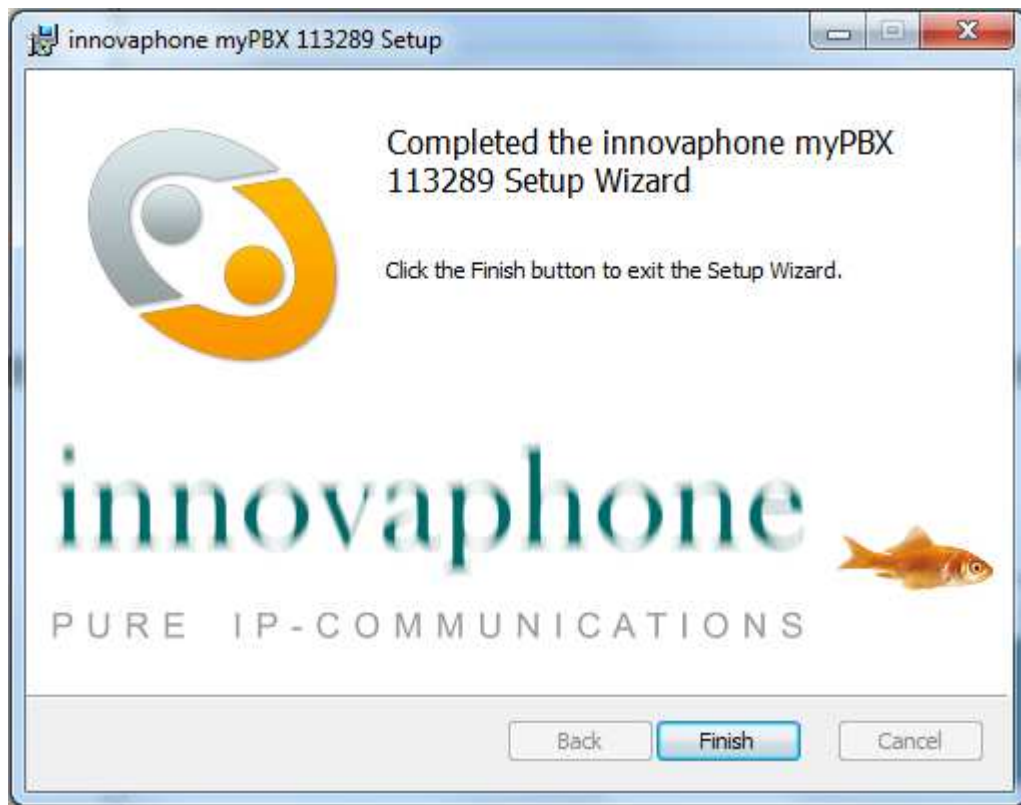 innovaphone myPBX 113289 Setup
Completed the innovaphone myPBX
113289 Setup Wizard
Click the Finish button to exit the Setup Wizard.
innovaphone
PURE IP-COMMUNICATIONS
Back Finish Cancel